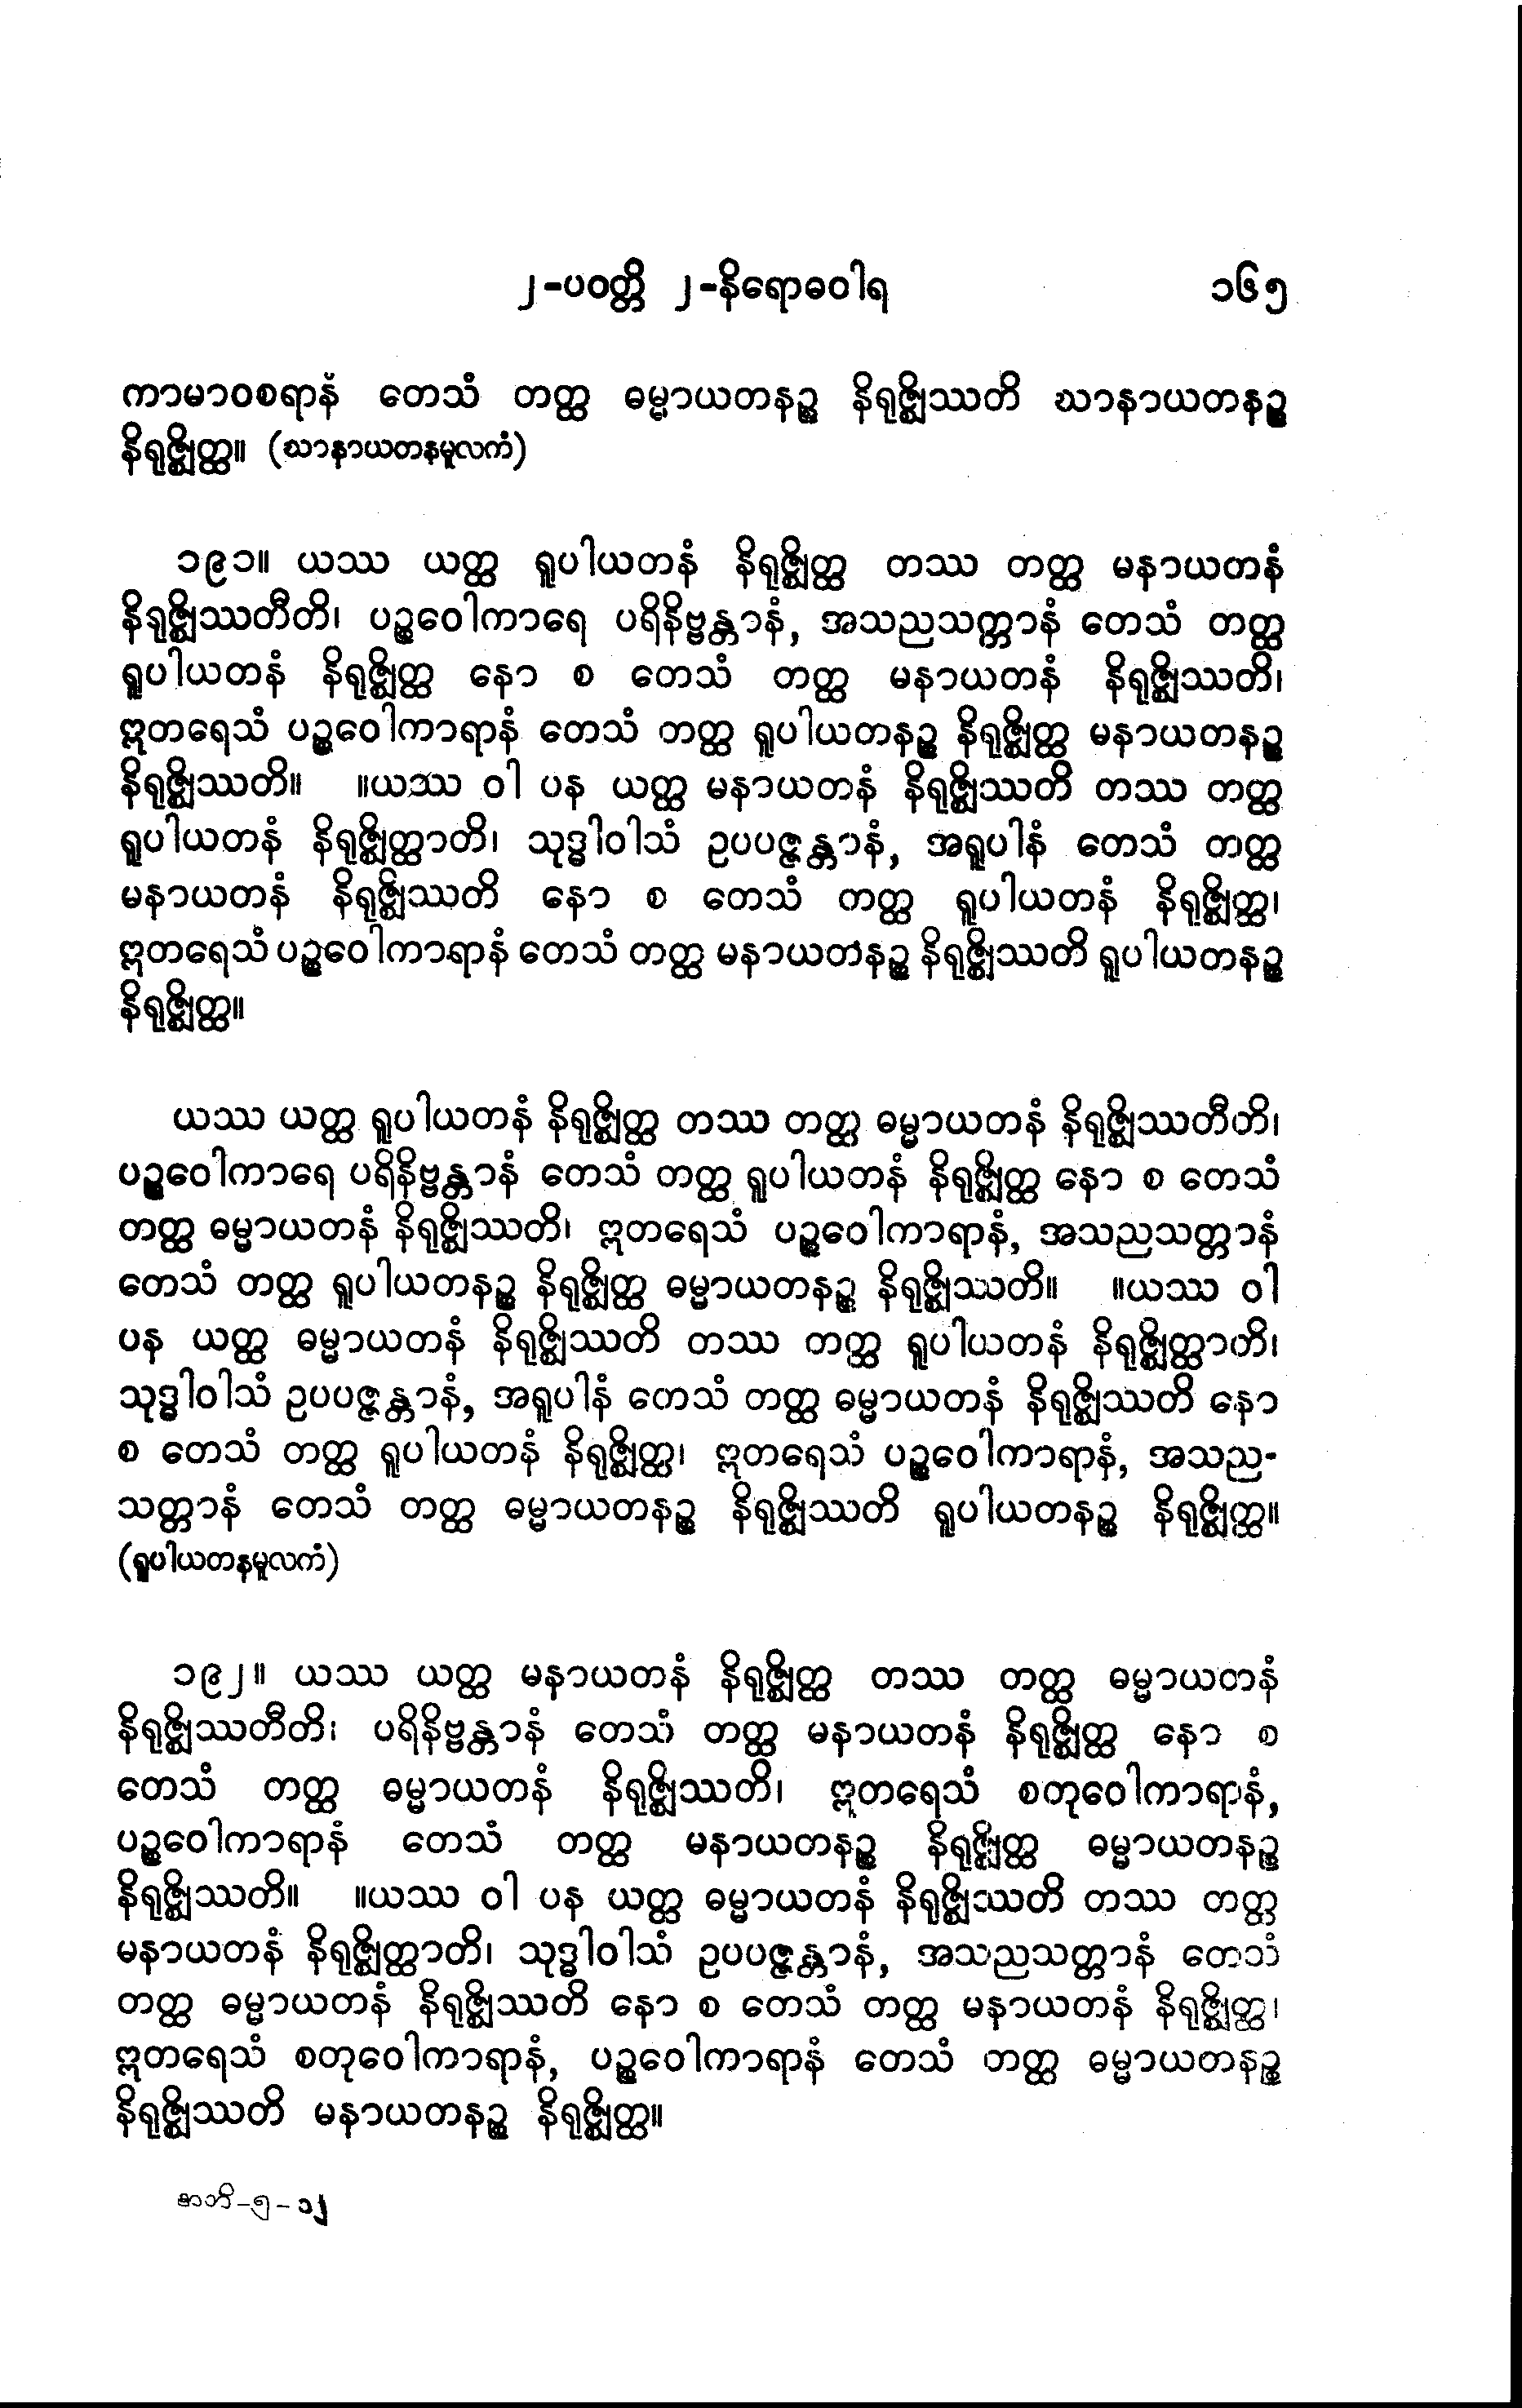 ၂-ပဝတ္တိ ၂-နိရောဓဝါရ ၁၆၅
ကာမာဝစရာနံ တေသံ တတ္ထ ဓမ္မာယတနဉ္စ နိရုဇ္ဈိဿတိ ဃာနာယတနဉ္စ
နိရုဇ္ဈိတ္ထ။ (ဃာနာယတနမူလကံ)
၁၉၁။ ယဿ ယတ္ထ ရူပါယတနံ နိရုဇ္ဈိတ္ထ တဿ တတ္ထ မနာယတနံ
နိရုဇ္ဈိဿတီတိ၊ ပဉ္စဝေါကာရေ ပရိနိဗ္ဗန္တာနံ, အသညသတ္တာနံ တေသံ တတ္ထ
ရူပါယတနံ နိရုဇ္ဈိတ္ထ နော စ တေသံ တတ္ထ မနာယတနံ နိရုဇ္ဈိဿတိ၊
ဣတရေသံ ပဉ္စဝေါကာရာနံ တေသံ တတ္ထ ရူပါယတနဉ္စ နိရုဇ္ဈိတ္ထ မနာယတနဉ္စ
နိရုဇ္ဈိဿတိ။ ။ယဿ ဝါ ပန ယတ္ထ မနာယတနံ နိရုဇ္ဈိဿတိ တဿ တတ္ထ
ရူပါယတနံ နိရုဇ္ဈိတ္ထာတိ၊ သုဒ္ဓါဝါသံ ဥပပဇ္ဇန္တာနံ, အရူပါနံ တေသံ တတ္ထ
မနာယတနံ နိရုဇ္ဈိဿတိ နော စ တေသံ တတ္ထ ရူပါယတနံ နိရုဇ္ဈိတ္ထ၊
ဣတရေသံ ပဉ္စဝေါကာရာနံ တေသံ တတ္ထ မနာယတနဉ္စ နိရုဇ္ဈိဿတိ ရူပါယတနဉ္စ
နိရုဇ္ဈိတ္ထ။
ယဿ ယတ္ထ ရူပါယတနံ နိရုဇ္ဈိတ္ထ တဿ တတ္ထ ဓမ္မာယတနံ နိရုဇ္ဈိဿတီတိ၊
ပဉ္စဝေါကာရေ ပရိနိဗ္ဗန္တာနံ တေသံ တတ္ထ ရူပါယတနံ နိရုဇ္ဈိတ္ထ နော စ တေသံ
တတ္ထ ဓမ္မာယတနံ နိရုဇ္ဈိဿတိ၊ ဣတရေသံ ပဉ္စဝေါကာရာနံ, အသညသတ္တာနံ
တေသံ တတ္ထ ရူပါယတနဉ္စ နိရုဇ္ဈိတ္ထ ဓမ္မာယတနဉ္စ နိရုဇ္ဈိဿတိ။ ။ယဿ ဝါ
ပန ယတ္ထ ဓမ္မာယတနံ နိရုဇ္ဈိဿတိ တဿ တတ္ထ ရူပါယတနံ နိရုဇ္ဈိတ္ထာတိ၊
သုဒ္ဓါဝါသံ ဥပပဇ္ဇန္တာနံ, အရူပါနံ တေသံ တတ္ထ ဓမ္မာယတနံ နိရုဇ္ဈိဿတိ နော
စ တေသံ တတ္ထ ရူပါယတနံ နိရုဇ္ဈိတ္ထ၊ ဣတရေသံ ပဉ္စဝေါကာရာနံ, အသည-
သတ္တာနံ တေသံ တတ္ထ ဓမ္မာယတနဉ္စ နိရုဇ္ဈိဿတိ ရူပါယတနဉ္စ နိရုဇ္ဈိတ္ထ။
(ရူပါယတနမူလကံ)
၁၉၂။ ယဿ ယတ္ထ မနာယတနံ နိရုဇ္ဈိတ္ထ တဿ တတ္ထ ဓမ္မာယတနံ
နိရုဇ္ဈိဿတီတိ၊ ပရိနိဗ္ဗန္တာနံ တေသံ တတ္ထ မနာယတနံ နိရုဇ္ဈိတ္ထ နော စ
တေသံ တတ္ထ ဓမ္မာယတနံ နိရုဇ္ဈိဿတိ၊ ဣတရေသံ စတုဝေါကာရာနံ,
ပဉ္စဝေါကာရာနံ တေသံ တတ္ထ မနာယတနဉ္စ နိရုဇ္ဈိတ္ထ ဓမ္မာယတနဉ္စ
နိရုဇ္ဈိဿတိ။ ။ယဿ ဝါ ပန ယတ္ထ ဓမ္မာယတနံ နိရုဇ္ဈိဿတိ တဿ တတ္ထ
မနာယတနံ နိရုဇ္ဈိတ္ထာတိ၊ သုဒ္ဓါဝါသံ ဥပပဇ္ဇန္တာနံ, အသညသတ္တာနံ တေသံ
တတ္ထ ဓမ္မာယတနံ နိရုဇ္ဈိဿတိ နော စ တေသံ တတ္ထ မနာယတနံ နိရုဇ္ဈိတ္ထ၊
ဣတရေသံ စတုဝေါကာရာနံ, ပဉ္စဝေါကာရာနံ တေသံ တတ္ထ ဓမ္မာယတနဉ္စ
နိရုဇ္ဈိဿတိ မနာယတနဉ္စ နိရုဇ္ဈိတ္ထ။